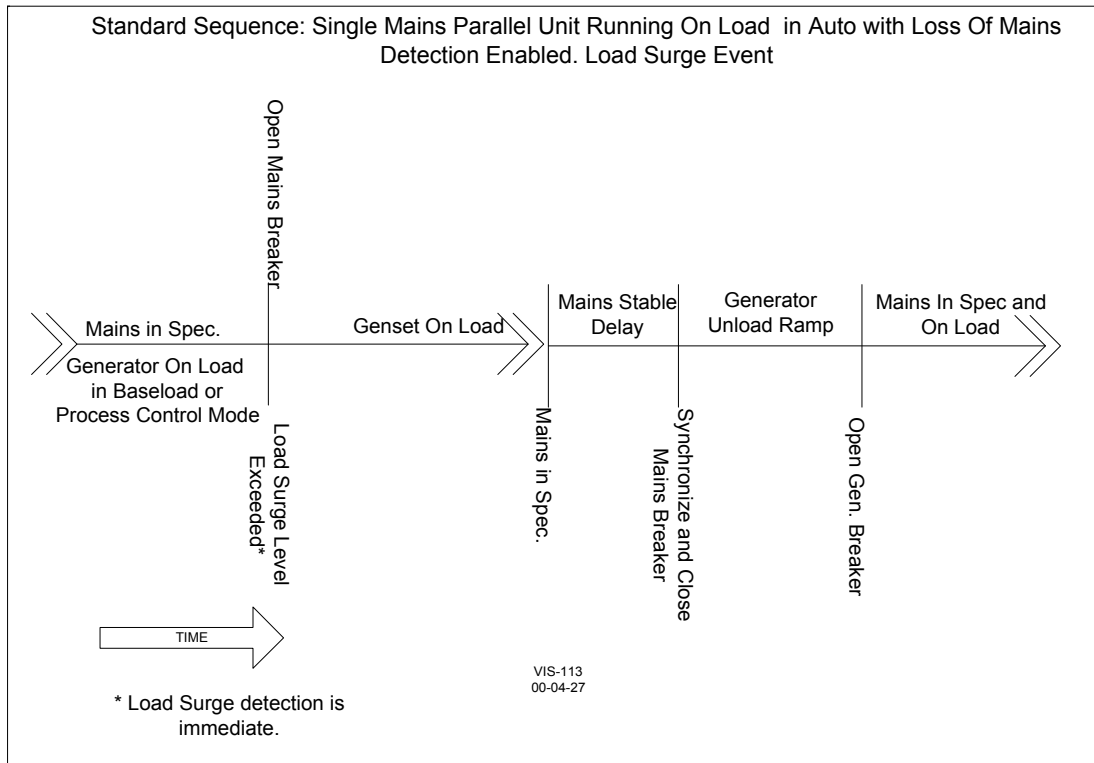 Standard Sequence: Single Mains Parallel Unit Running On Load in Auto with Loss Of Mains
Detection Enabled. Load Surge Event
Open Mains Breaker
Mains in Spec.
Generator On Load
in Baseload or
Process Control Mode
Load Surge Level
Exceeded*
Genset On Load
Mains in Spec.
Mains Stable
Delay
Synchronize and Close
Mains Breaker
Generator
Unload Ramp
Open Gen. Breaker
Mains In Spec and
On Load
TIME
* Load Surge detection is
immediate.
VIS-113
00-04-27